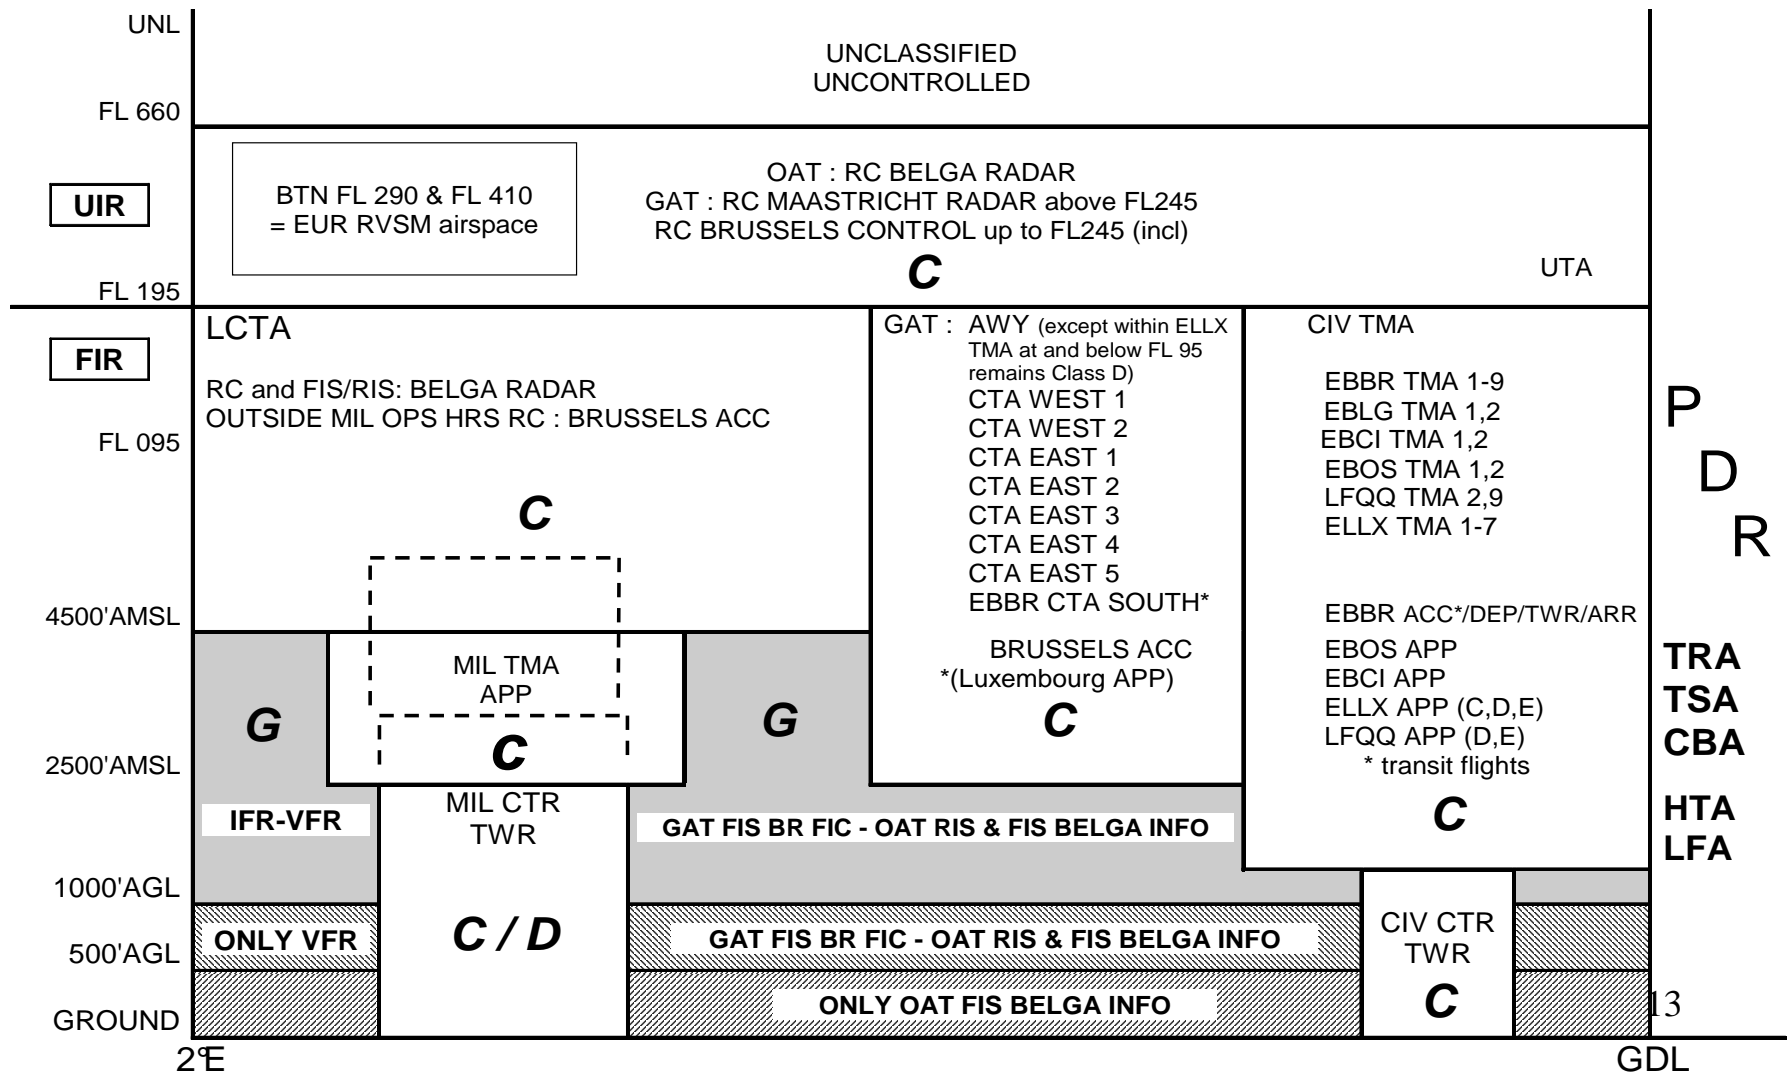 UNL
UNCLASSIFIED
UNCONTROLLED
FL 660
UIR
BTN FL 290 & FL 410
= EUR RVSM airspace
OAT : RC BELGA RADAR
GAT : RC MAASTRICHT RADAR above FL245
RC BRUSSELS CONTROL up to FL245 (incl)
C
UTA
FL 195
FIR
LCTA
RC and FIS/RIS: BELGA RADAR
OUTSIDE MIL OPS HRS RC : BRUSSELS ACC
FL 095
C
GAT : AWY (except within ELLX
TMA at and below FL 95
remains Class D)
CTA WEST 1
CTA WEST 2
CTA EAST 1
CTA EAST 2
CTA EAST 3
CTA EAST 4
CTA EAST 5
EBBR CTA SOUTH*
BRUSSELS ACC
*(Luxembourg APP)
C
CIV TMA
EBBR TMA 1-9
EBLG TMA 1,2
EBCI TMA 1,2
EBOS TMA 1,2
LFQQ TMA 2,9
ELLX TMA 1-7
EBBR ACC*/DEP/TWR/ARR
EBOS APP
EBCI APP
ELLX APP (C,D,E)
LFQQ APP (D,E)
* transit flights
C
P
D
R
TRA
TSA
CBA
HTA
LFA
4500'AMSL
G
MIL TMA
APP
C
G
2500'AMSL
IFR-VFR
MIL CTR
TWR
GAT FIS BR FIC - OAT RIS & FIS BELGA INFO
1000'AGL
ONLY VFR
C / D
GAT FIS BR FIC - OAT RIS & FIS BELGA INFO
CIV CTR
TWR
C
500'AGL
ONLY OAT FIS BELGA INFO
GROUND
13
2°E
GDL